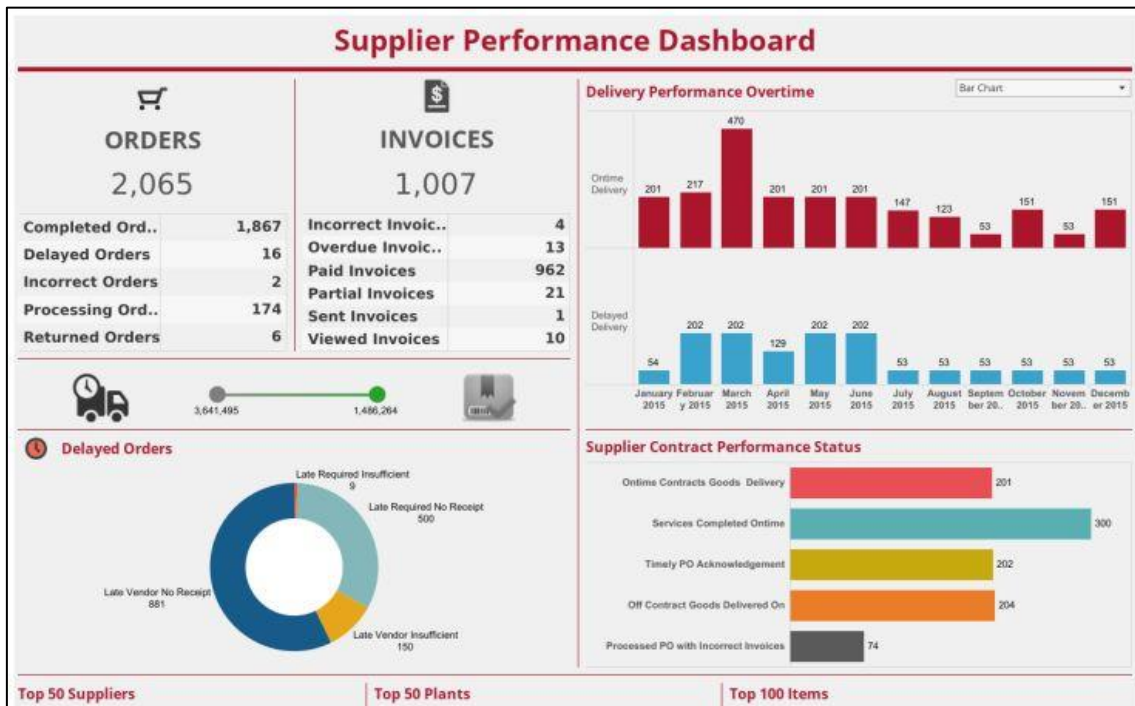 Supplier Performance Dashboard
ORDERS
2,065
Completed Ord.. 1,867
Delayed Orders 16
Incorrect Orders 2
Processing Ord.. 174
Returned Orders 6
$
INVOICES
1,007
Incorrect Invoic.. 4
Overdue Invoic.. 13
Paid Invoices 962
Partial Invoices 21
Sent Invoices 1
Viewed Invoices 10
3,641,495 1,486,264
Delayed Orders
Late Required Insufficient
9
Late Required No Receipt
500
Late Vendor No Receipt
881
Late Vendor Insufficient
150
Delivery Performance Overtime
Bar Chart
Ontime
Delivery
201 217 470 201 201 201 147 123 53 151 53 151
Delayed
Delivery
54 202 202 129 202 202 53 53 53 53 53 53
January Februar March April May June July August Septem October Novem Decemb
2015 y 2015 2015 2015 2015 2015 2015 2015 ber 20.. 2015 ber 20.. er 2015
Supplier Contract Performance Status
Ontime Contracts Goods Delivery 201
Services Completed Ontime 300
Timely PO Acknowledgement 202
Off Contract Goods Delivered On 204
Processed PO with Incorrect Invoices 74
Top 50 Suppliers
Top 50 Plants
Top 100 Items